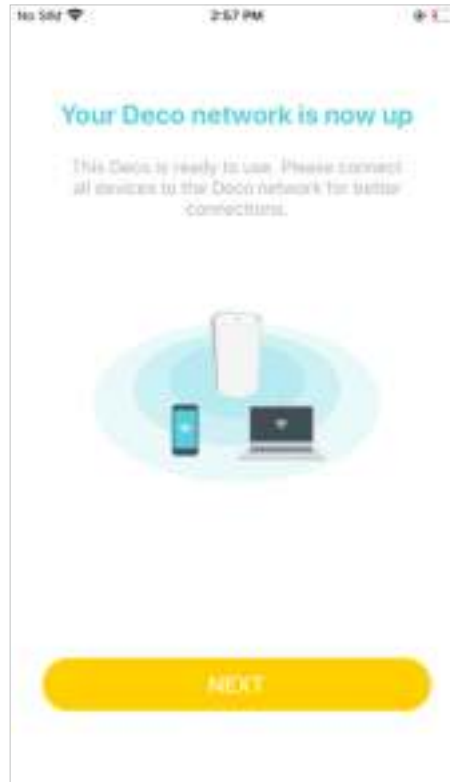 No SIM 2:57 PM
Your Deco network is now up
This Deco is ready to use. Please connect
all devices to the Deco network for better
connections.
NEXT